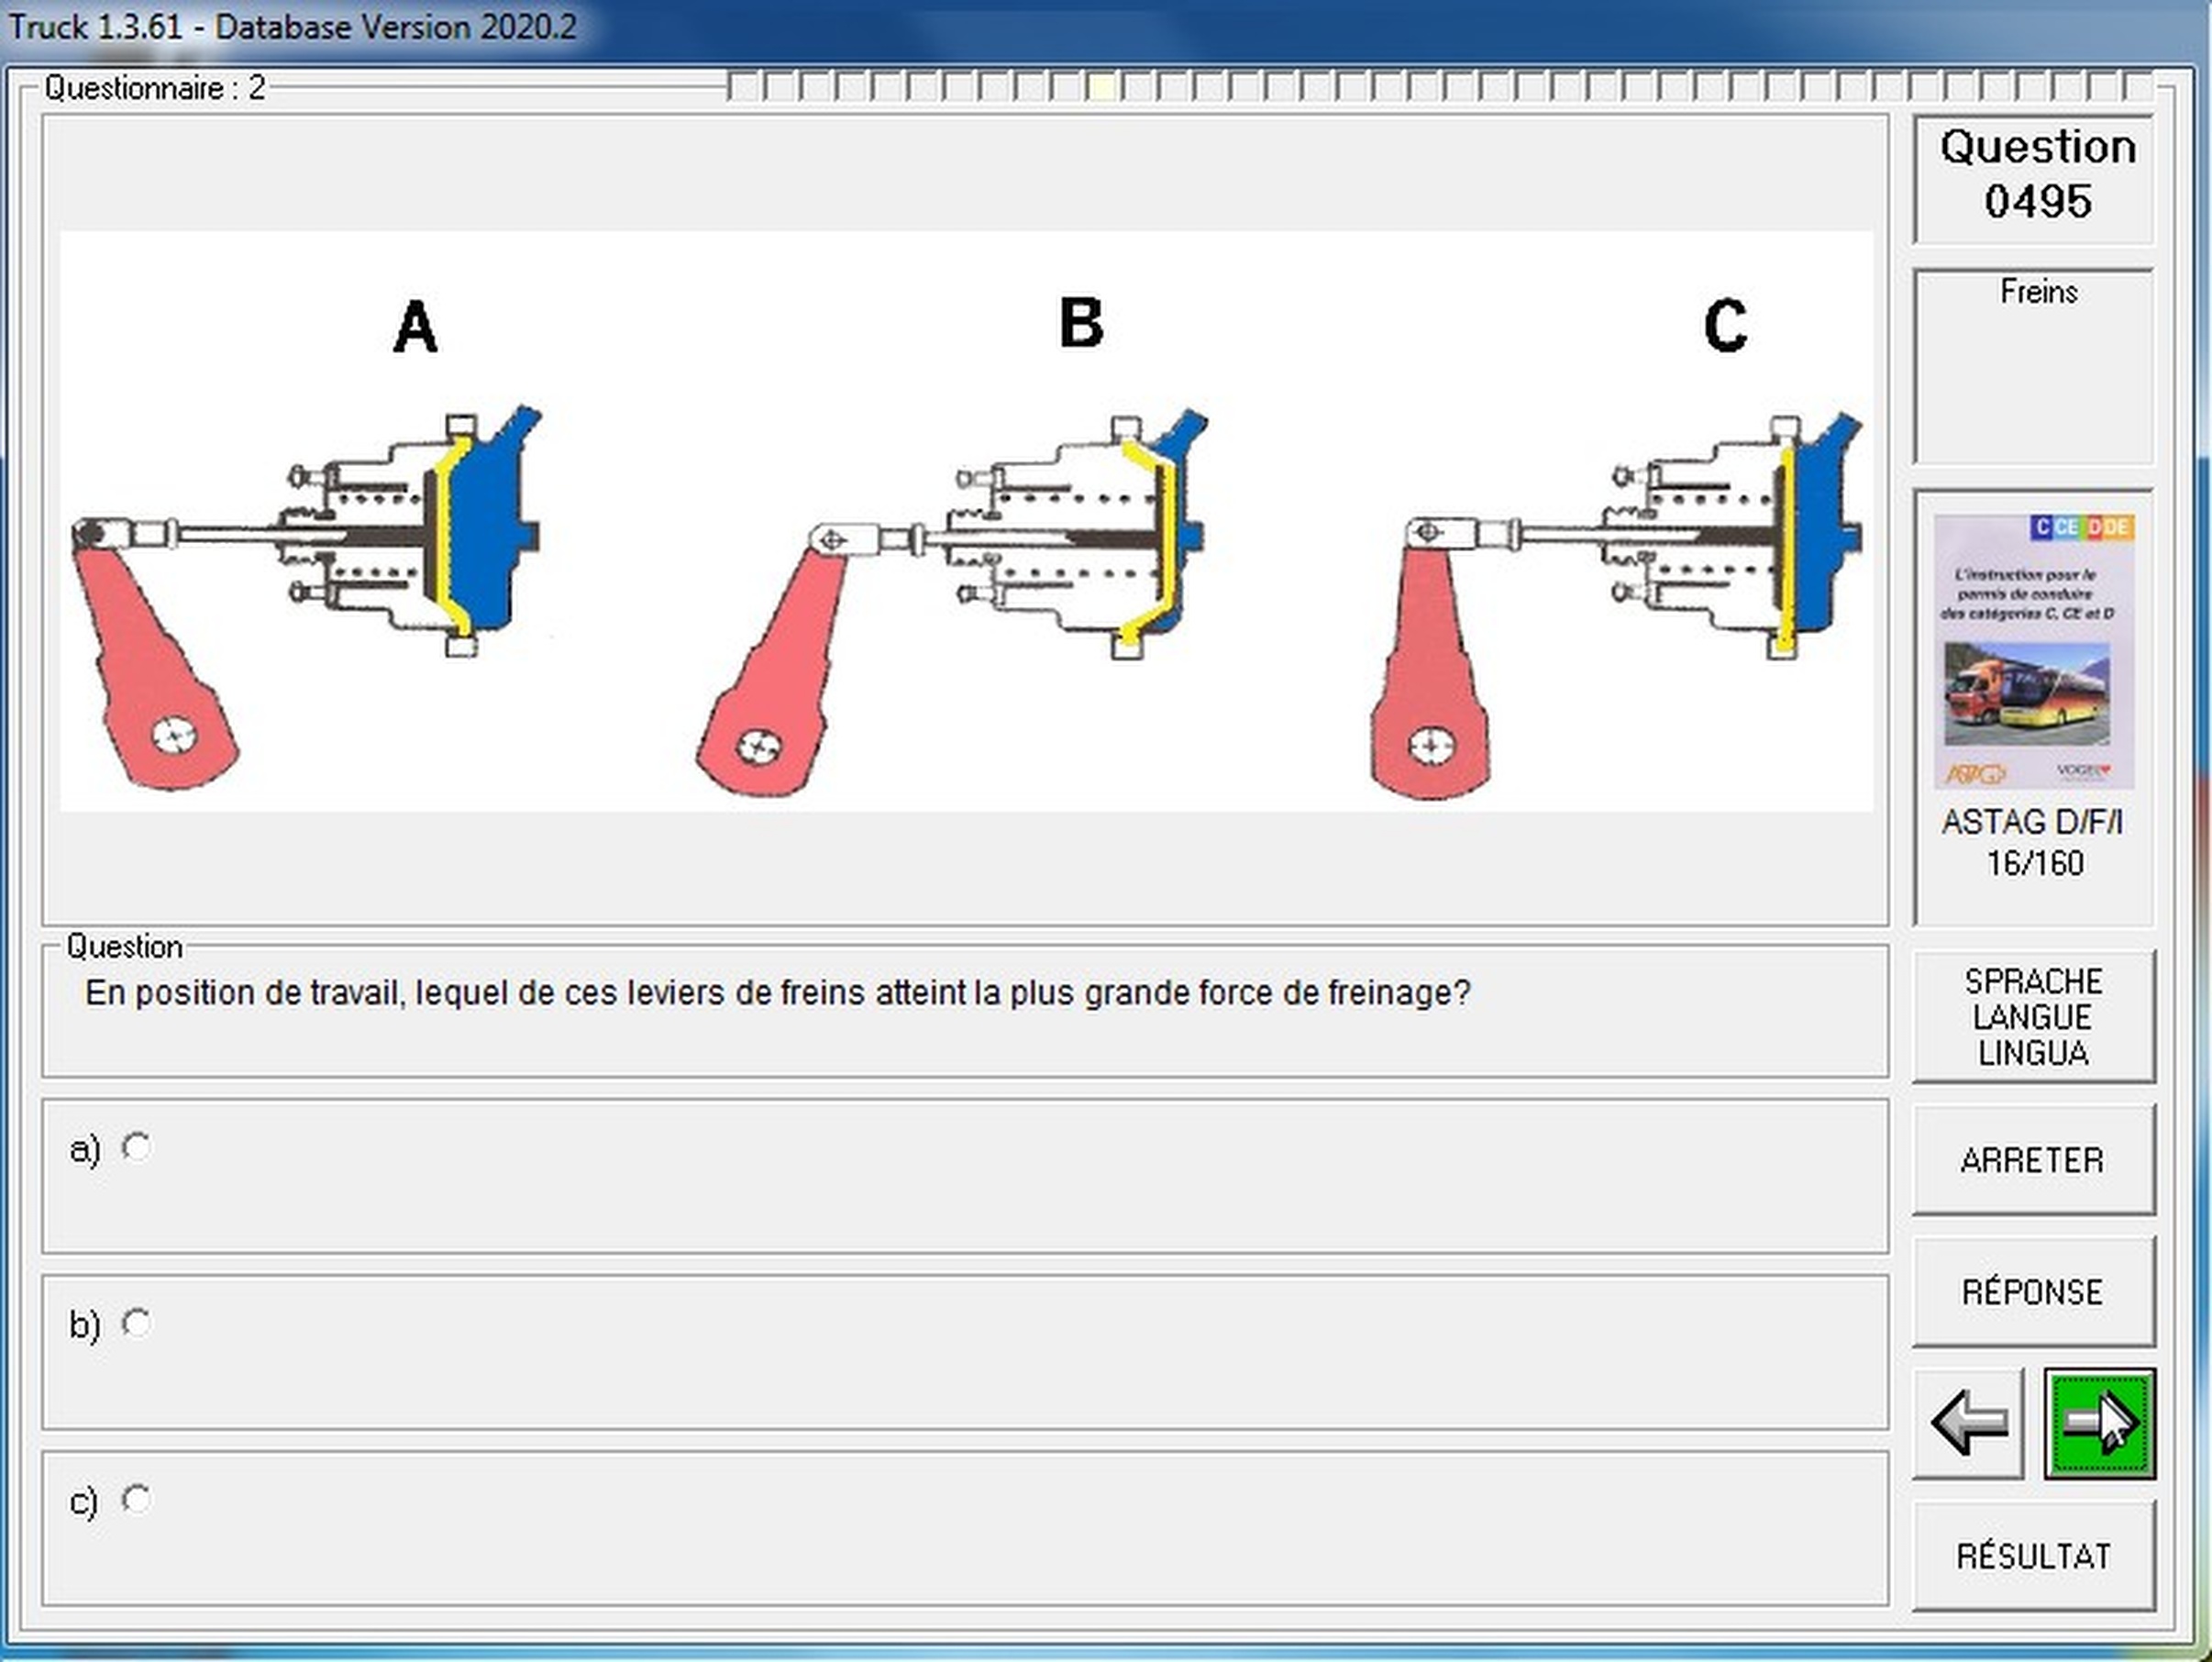 Truck 1.3.61 - Database Version 2020.2
Questionnaire : 2
A
B
C
Question
0495
Freins
C CE D DE
L'instruction pour le
permis de conduire
des catégories C, CE et D
ASTAG
VOGEL
ASTAG D/F/I
16/160
Question
En position de travail, lequel de ces leviers de freins atteint la plus grande force de freinage?
a)
b)
c)
SPRACHE
LANGUE
LINGUA
ARRETER
RÉPONSE
RÉSULTAT